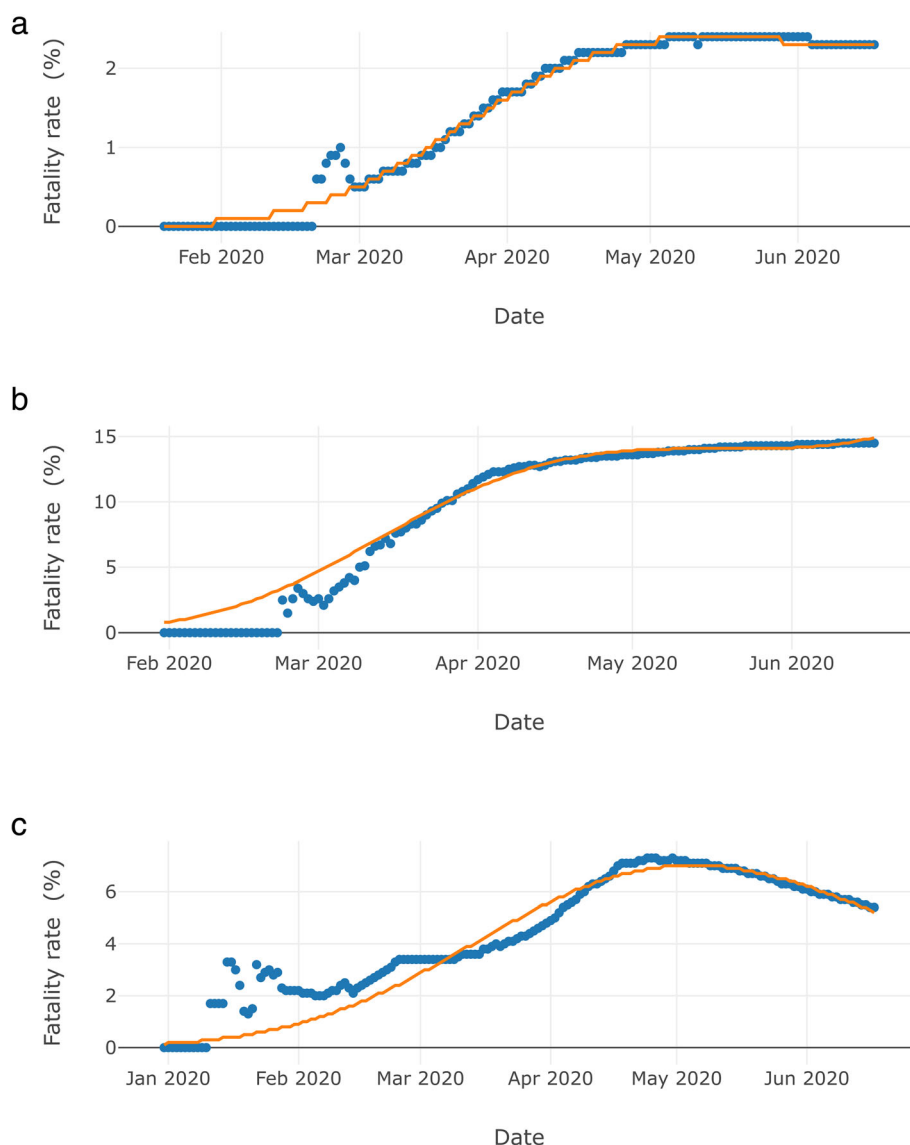 a
Fatality rate (%)
2
1
0
Feb 2020 Mar 2020 Apr 2020 May 2020 Jun 2020
Date
b
Fatality rate (%)
15
10
5
0
Feb 2020 Mar 2020 Apr 2020 May 2020 Jun 2020
Date
c
Fatality rate (%)
6
4
2
0
Jan 2020 Feb 2020 Mar 2020 Apr 2020 May 2020 Jun 2020
Date